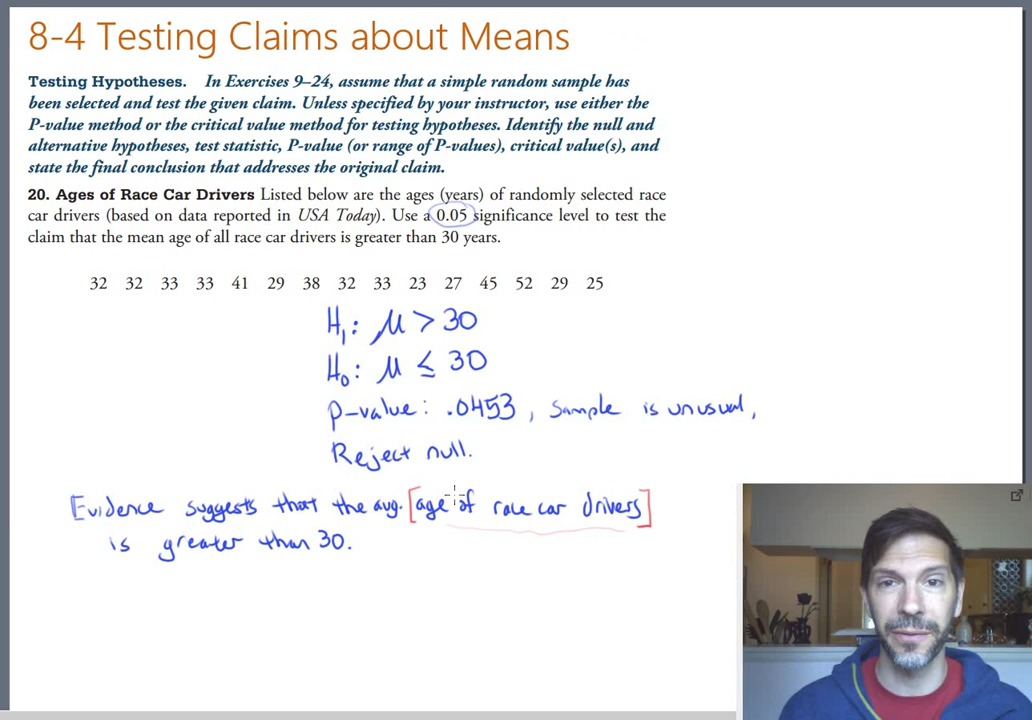 8-4 Testing Claims about Means
Testing Hypotheses. In Exercises 9–24, assume that a simple random sample has
been selected and test the given claim. Unless specified by your instructor, use either the
P-value method or the critical value method for testing hypotheses. Identify the null and
alternative hypotheses, test statistic, P-value (or range of P-values), critical value(s), and
state the final conclusion that addresses the original claim.
20. Ages of Race Car Drivers Listed below are the ages (years) of randomly selected race
car drivers (based on data reported in USA Today). Use a 0.05 significance level to test the
claim that the mean age of all race car drivers is greater than 30 years.
32 32 33 33 41 29 38 32 33 23 27 45 52 29 25
H₁: μ > 30
H₀: μ ≤ 30
p-value: .0453, Sample is unusual,
Reject null.
Evidence suggests that the avg. [age of race car drivers]
is greater than 30.